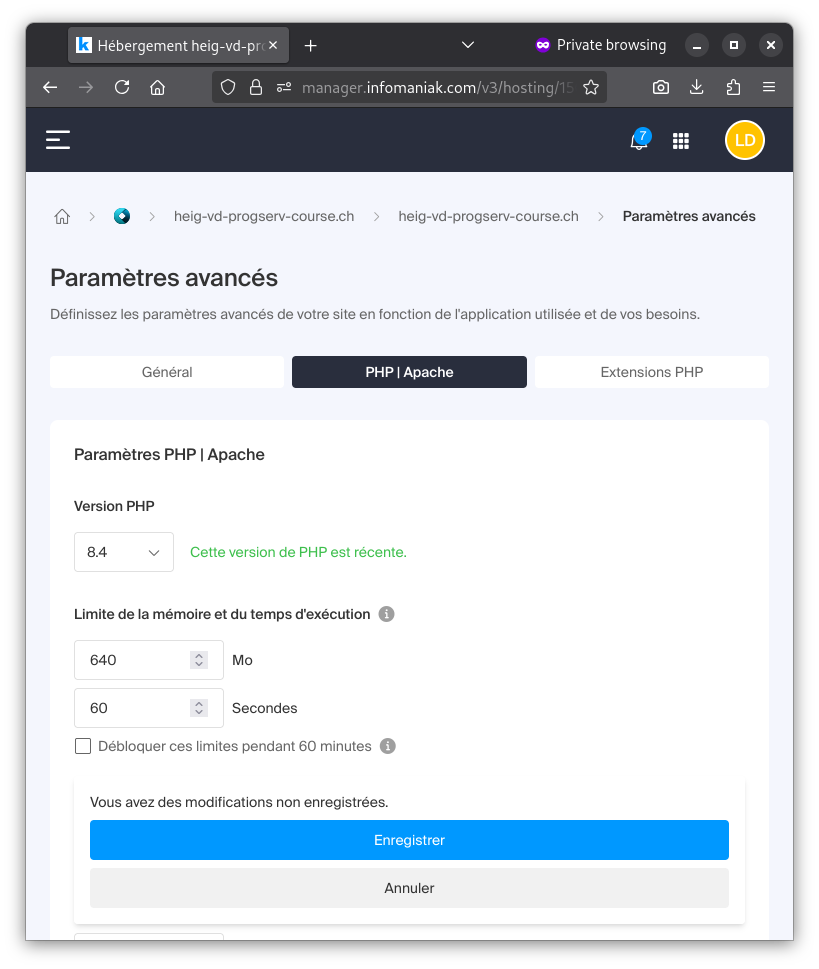 k Hébergement heig-vd-pro
Private browsing
manager.infomaniak.com/v3/hosting/15
7
LD
heig-vd-progserv-course.ch
heig-vd-progserv-course.ch
Paramètres avancés
Paramètres avancés
Définissez les paramètres avancés de votre site en fonction de l'application utilisée et de vos besoins.
Général
PHP | Apache
Extensions PHP
Paramètres PHP | Apache
Version PHP
8.4
Cette version de PHP est récente.
Limite de la mémoire et du temps d'exécution
640
Mo
60
Secondes
Débloquer ces limites pendant 60 minutes
Vous avez des modifications non enregistrées.
Enregistrer
Annuler